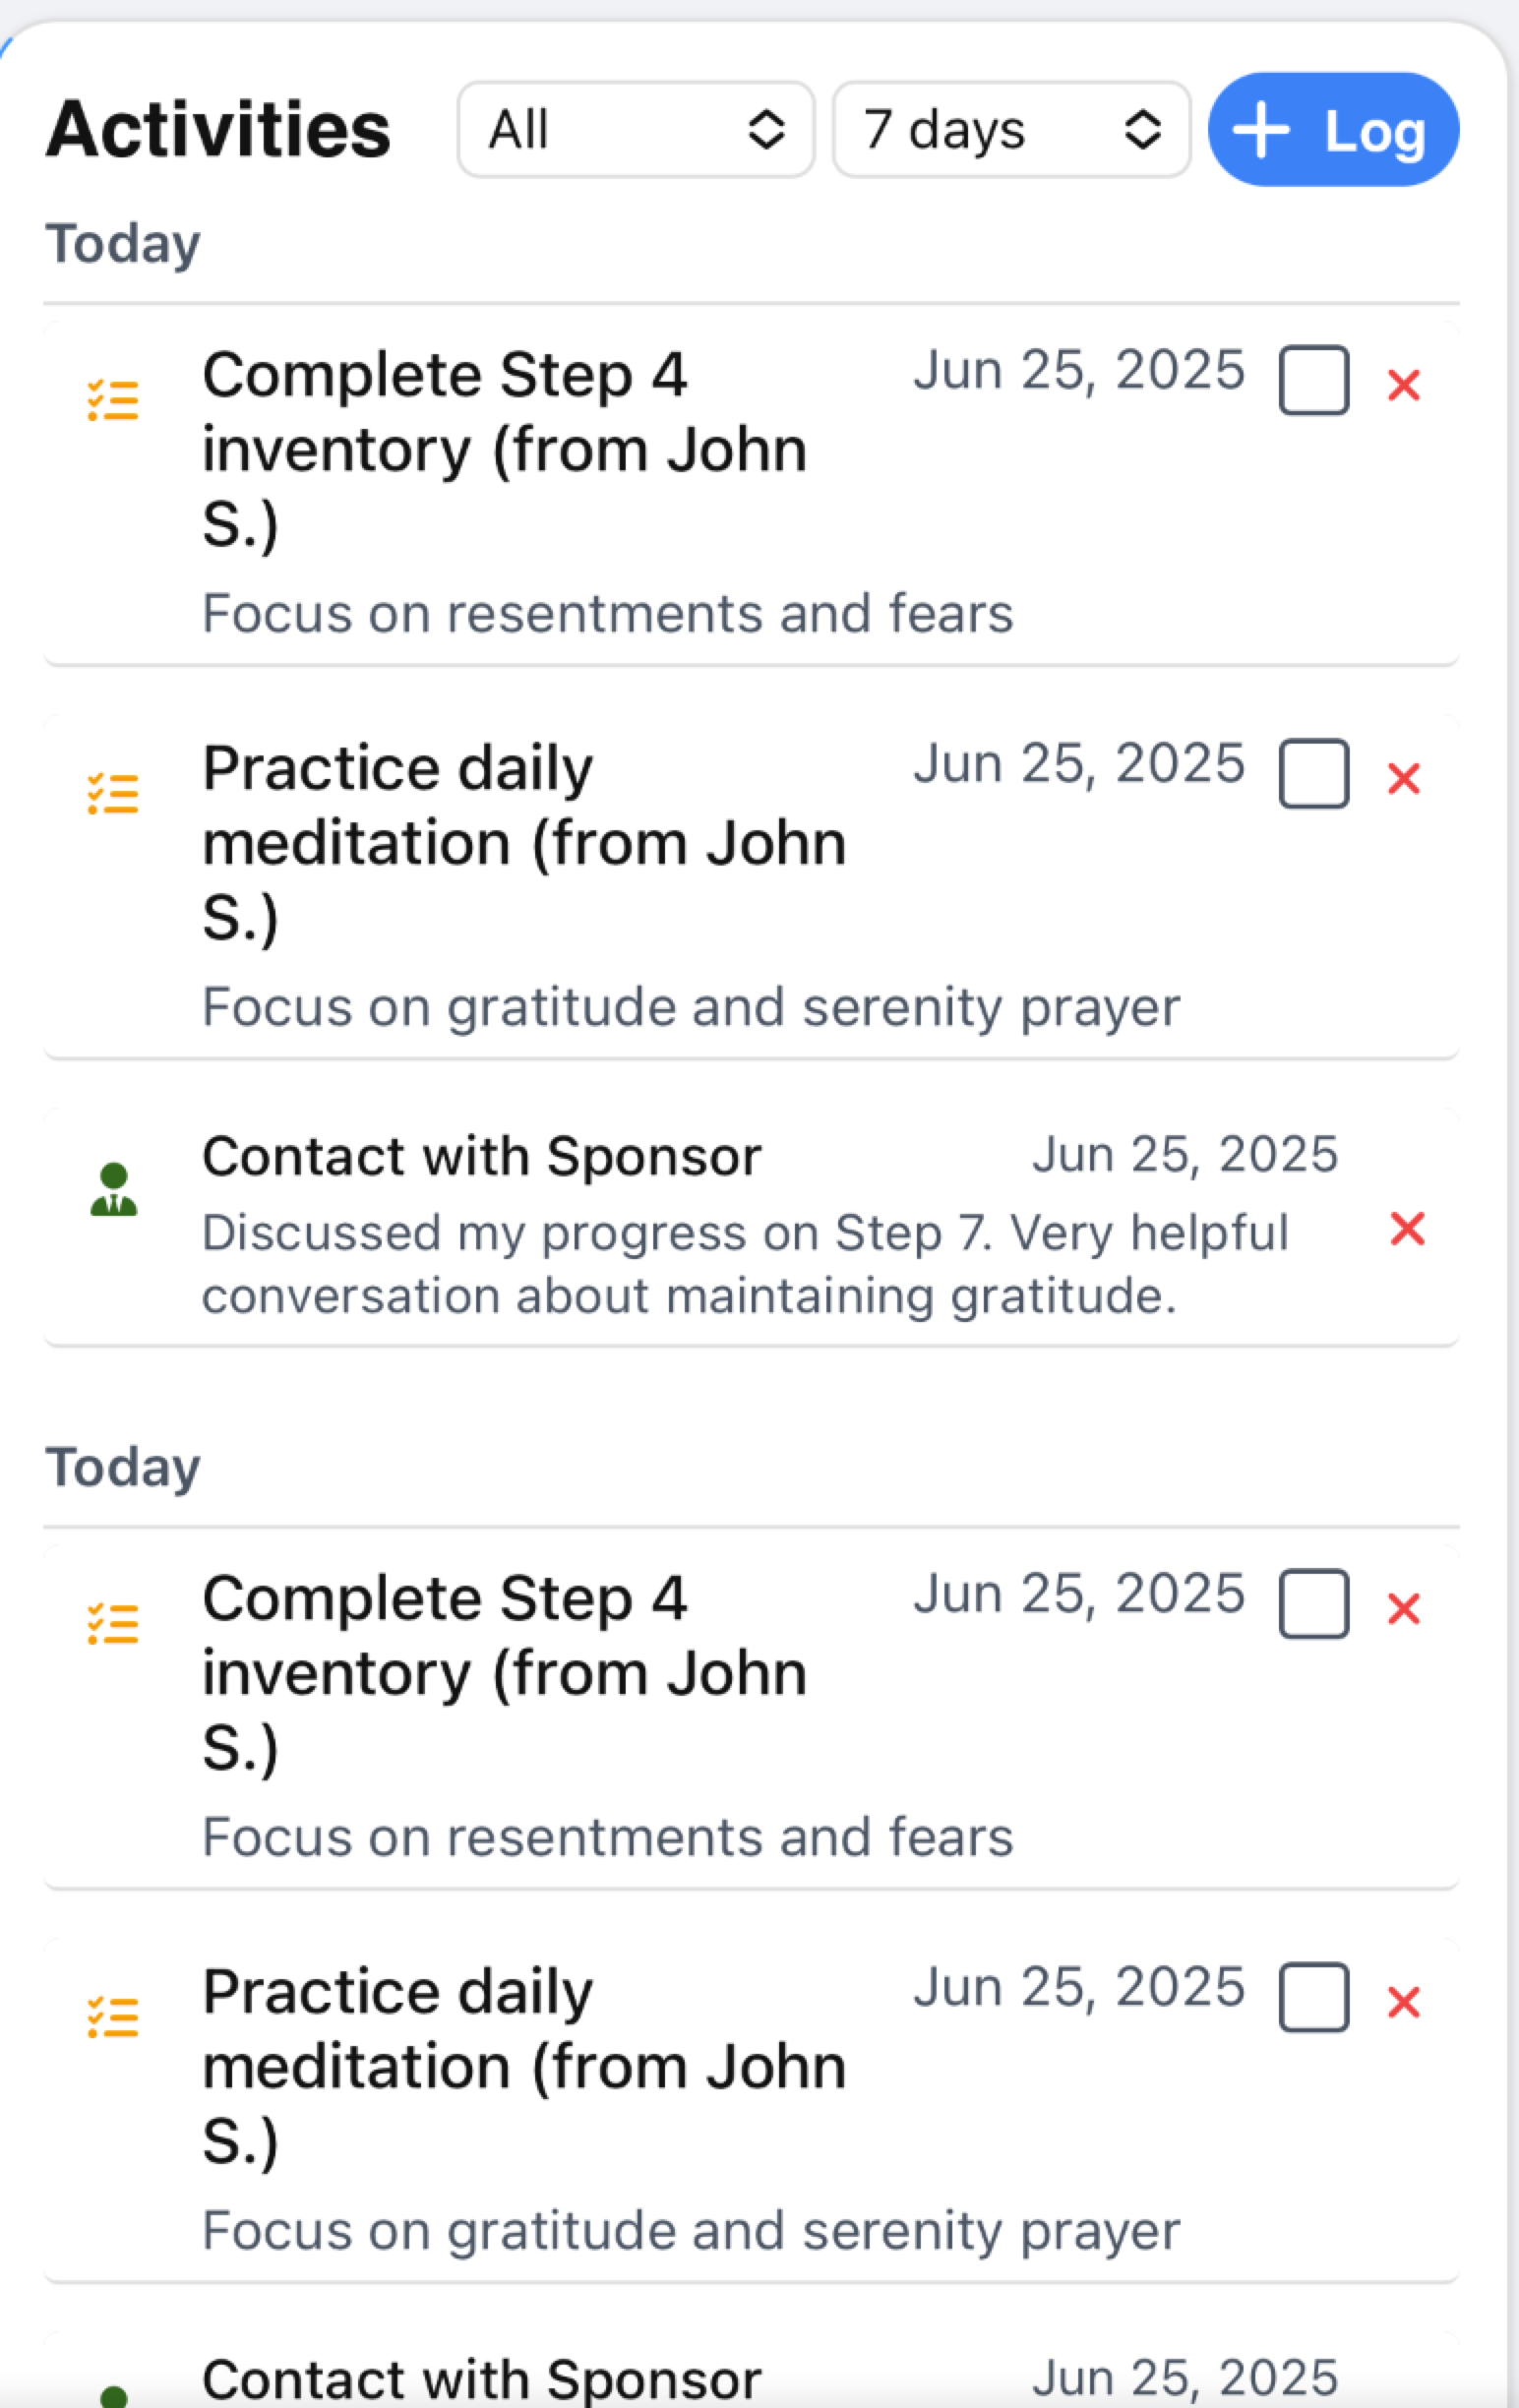 Activities All 7 days + Log
Today
Complete Step 4 Jun 25, 2025
inventory (from John
S.)
Focus on resentments and fears
Practice daily Jun 25, 2025
meditation (from John
S.)
Focus on gratitude and serenity prayer
Contact with Sponsor Jun 25, 2025
Discussed my progress on Step 7. Very helpful
conversation about maintaining gratitude.
Today
Complete Step 4 Jun 25, 2025
inventory (from John
S.)
Focus on resentments and fears
Practice daily Jun 25, 2025
meditation (from John
S.)
Focus on gratitude and serenity prayer
Contact with Sponsor Jun 25, 2025